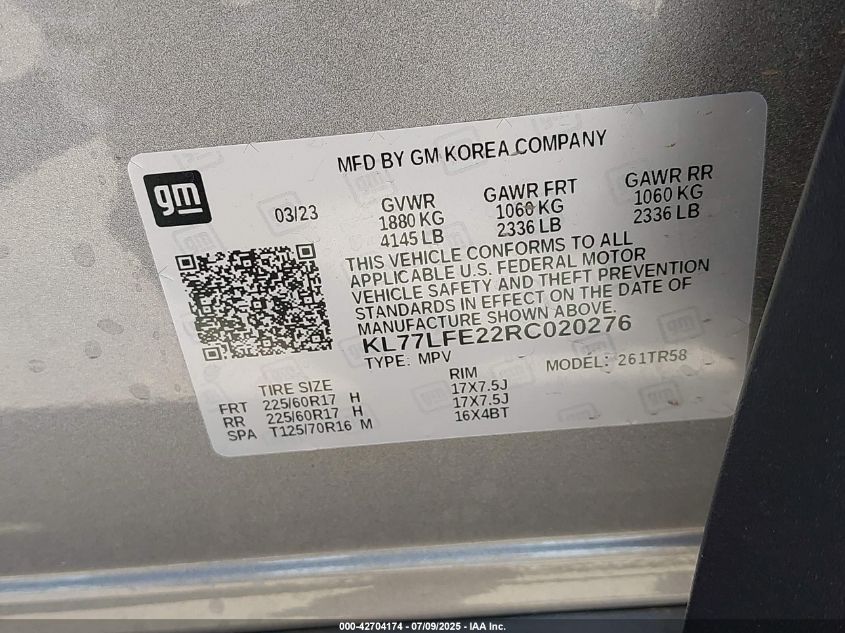 MFD BY GM KOREA COMPANY
gm
03/23
GVWR
1880 KG
4145 LB
GAWR FRT
1060 KG
2336 LB
GAWR RR
1060 KG
2336 LB
THIS VEHICLE CONFORMS TO ALL
APPLICABLE U.S. FEDERAL MOTOR
VEHICLE SAFETY AND THEFT PREVENTION
STANDARDS IN EFFECT ON THE DATE OF
MANUFACTURE SHOWN ABOVE.
KL77LFE22RC020276
TYPE: MPV MODEL: 261TR58
TIRE SIZE RIM
FRT 225/60R17 H 17X7.5J
RR 225/60R17 H 17X7.5J
SPA T125/70R16 M 16X4BT
000-42704174 - 07/09/2025 - IAA Inc.